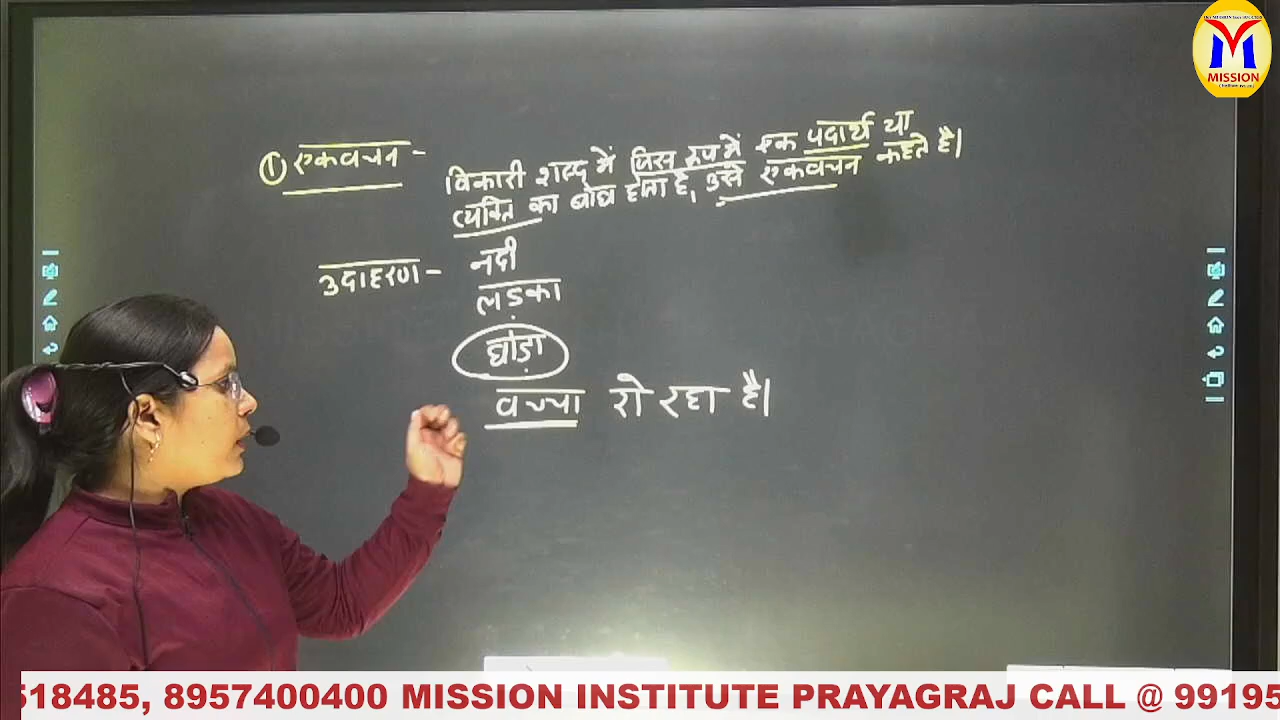 MISSION
① एकवचन - विकारी शब्द में जिस रूप में एक पदार्थ या
व्यक्ति का बोध होता है, उसे एकवचन कहते है।
उदाहरण - नदी
लड़का
घोड़ा
वच्चा रो रहा है।
518485, 8957400400 MISSION INSTITUTE PRAYAGRAJ CALL @ 99195